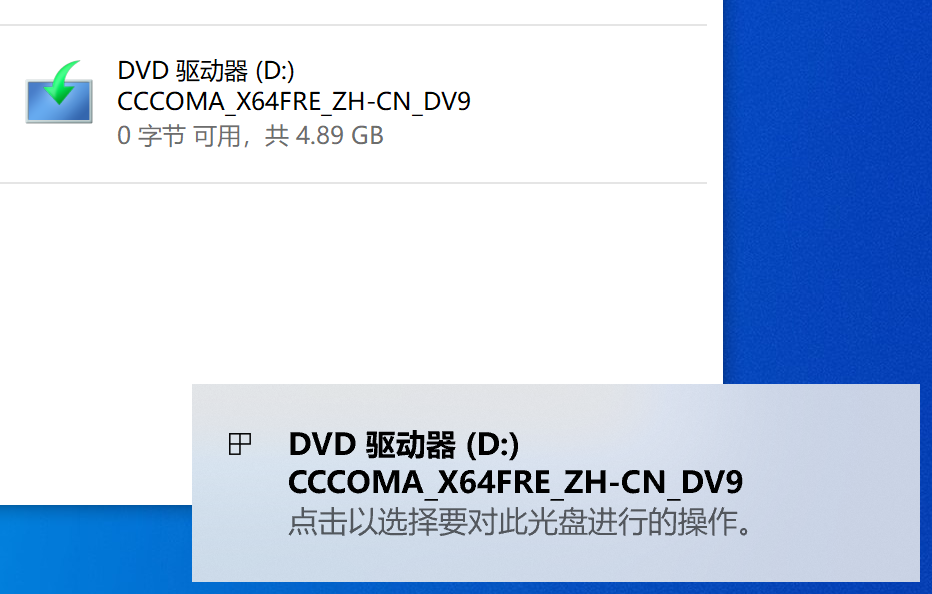 DVD 驱动器 (D:)
CCCOMA_X64FRE_ZH-CN_DV9
0 字节 可用，共 4.89 GB
DVD 驱动器 (D:)
CCCOMA_X64FRE_ZH-CN_DV9
点击以选择要对此光盘进行的操作。